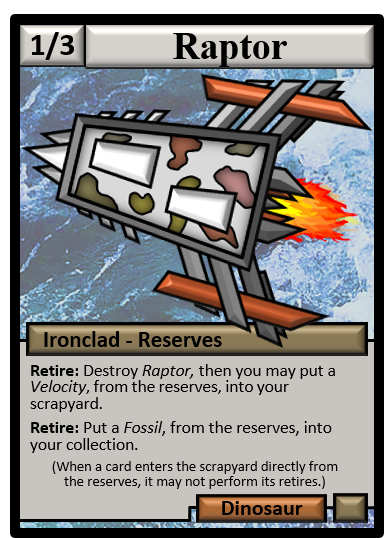 1/3 Raptor
Ironclad - Reserves
Retire: Destroy Raptor, then you may put a
Velocity, from the reserves, into your
scrapyard.
Retire: Put a Fossil, from the reserves, into
your collection.
(When a card enters the scrapyard directly from
the reserves, it may not perform its retires.)
Dinosaur